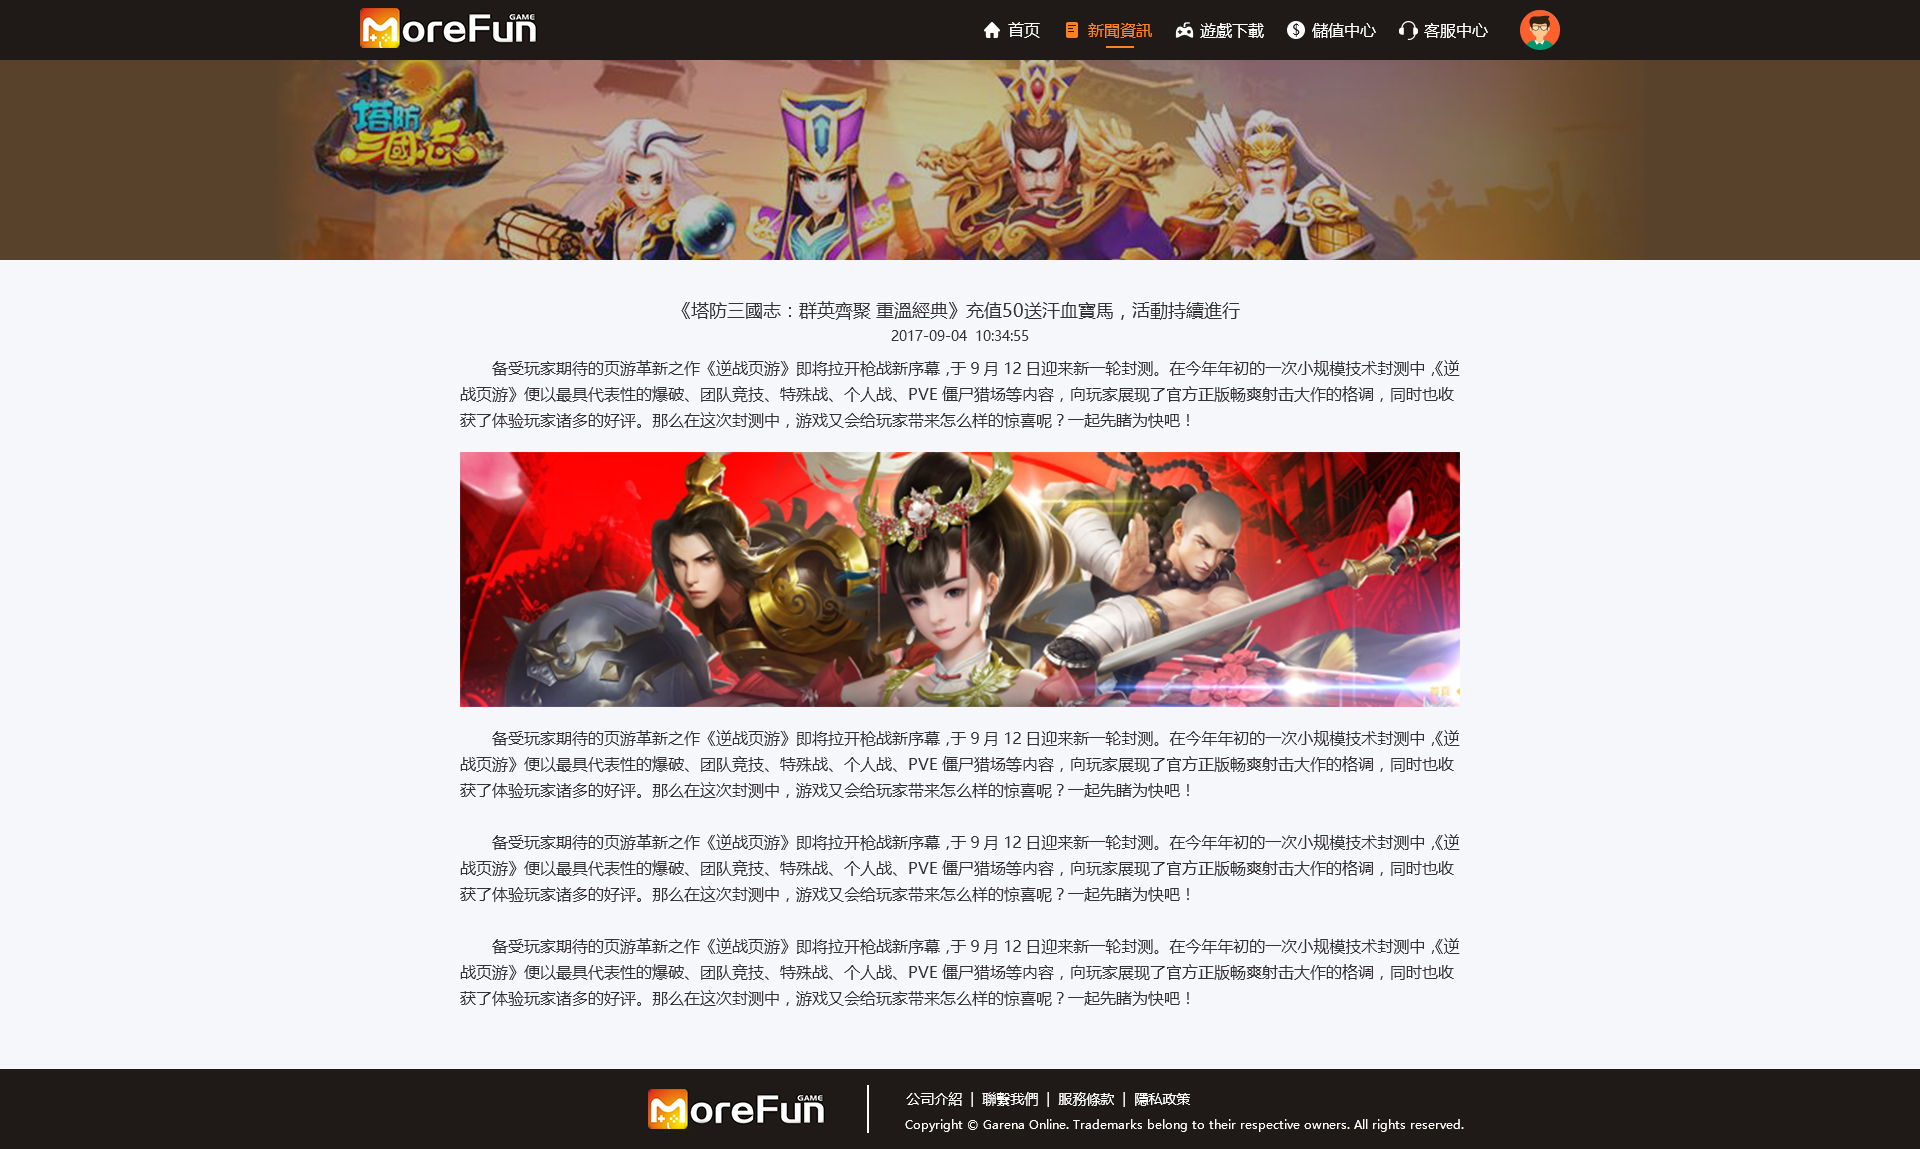 MoreFun GAME
首页 新聞資訊 遊戲下載 儲值中心 客服中心
塔防
三國志
《塔防三國志：群英齊聚 重溫經典》充值50送汗血寶馬，活動持續進行
2017-09-04 10:34:55
备受玩家期待的页游革新之作《逆战页游》即将拉开枪战新序幕，于 9 月 12 日迎来新一轮封测。在今年年初的一次小规模技术封测中，《逆
战页游》便以最具代表性的爆破、团队竞技、特殊战、个人战、PVE 僵尸猎场等内容，向玩家展现了官方正版畅爽射击大作的格调，同时也收
获了体验玩家诸多的好评。那么在这次封测中，游戏又会给玩家带来怎么样的惊喜呢？一起先睹为快吧！
首頁
备受玩家期待的页游革新之作《逆战页游》即将拉开枪战新序幕，于 9 月 12 日迎来新一轮封测。在今年年初的一次小规模技术封测中，《逆
战页游》便以最具代表性的爆破、团队竞技、特殊战、个人战、PVE 僵尸猎场等内容，向玩家展现了官方正版畅爽射击大作的格调，同时也收
获了体验玩家诸多的好评。那么在这次封测中，游戏又会给玩家带来怎么样的惊喜呢？一起先睹为快吧！
备受玩家期待的页游革新之作《逆战页游》即将拉开枪战新序幕，于 9 月 12 日迎来新一轮封测。在今年年初的一次小规模技术封测中，《逆
战页游》便以最具代表性的爆破、团队竞技、特殊战、个人战、PVE 僵尸猎场等内容，向玩家展现了官方正版畅爽射击大作的格调，同时也收
获了体验玩家诸多的好评。那么在这次封测中，游戏又会给玩家带来怎么样的惊喜呢？一起先睹为快吧！
备受玩家期待的页游革新之作《逆战页游》即将拉开枪战新序幕，于 9 月 12 日迎来新一轮封测。在今年年初的一次小规模技术封测中，《逆
战页游》便以最具代表性的爆破、团队竞技、特殊战、个人战、PVE 僵尸猎场等内容，向玩家展现了官方正版畅爽射击大作的格调，同时也收
获了体验玩家诸多的好评。那么在这次封测中，游戏又会给玩家带来怎么样的惊喜呢？一起先睹为快吧！
MoreFun GAME
公司介紹 | 聯繫我們 | 服務條款 | 隱私政策
Copyright © Garena Online. Trademarks belong to their respective owners. All rights reserved.